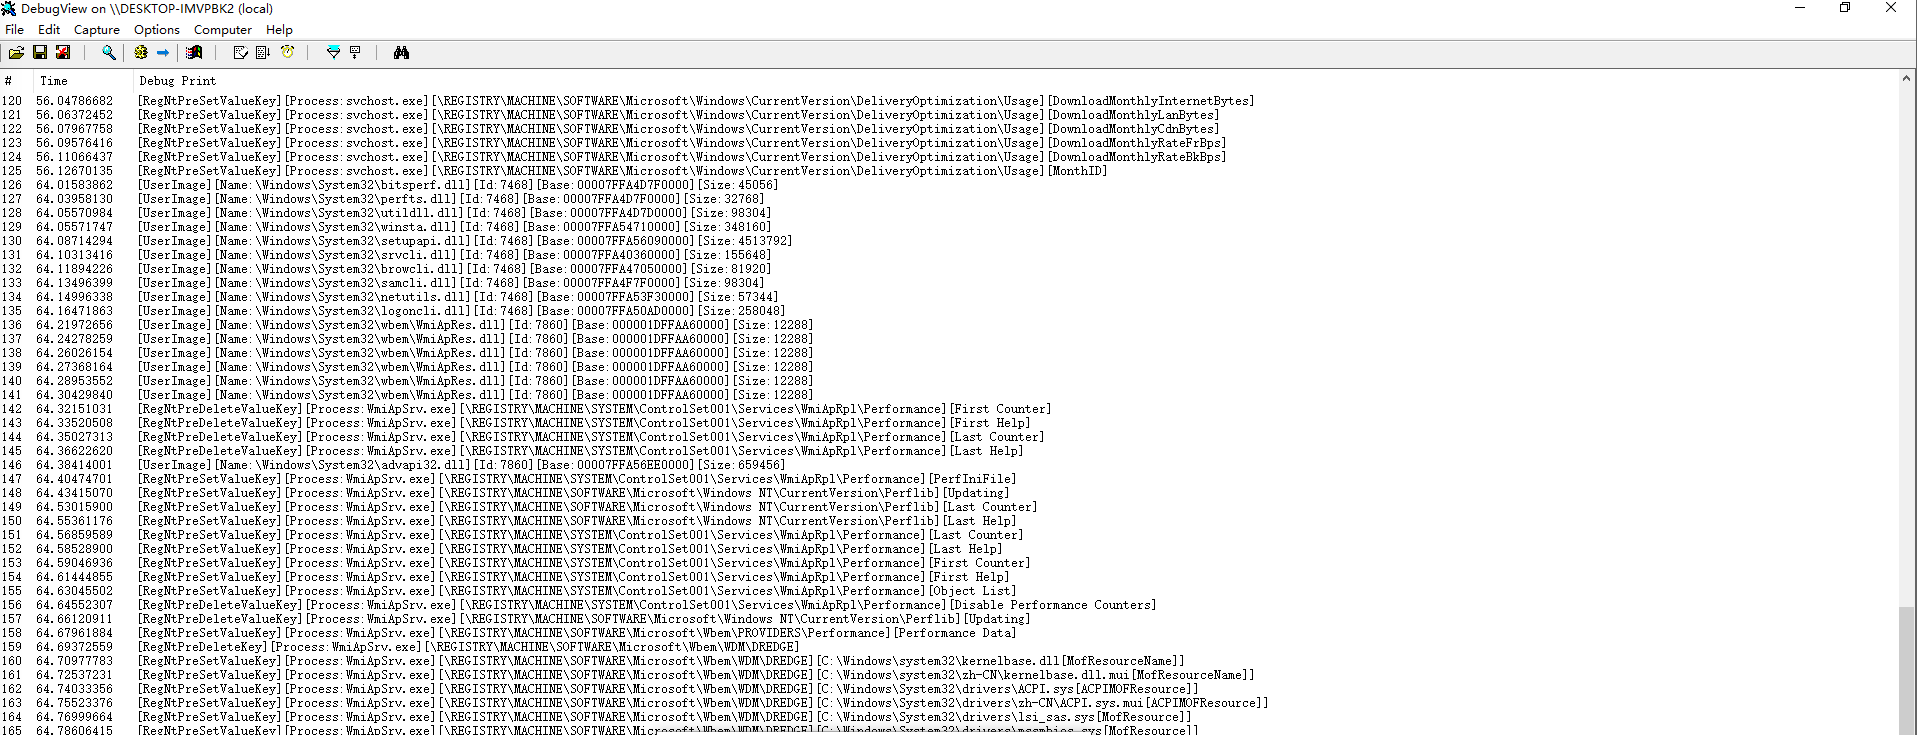 DebugView on \\DESKTOP-IMVPBK2 (local)
File Edit Capture Options Computer Help
# Time Debug Print
120 56.04786682 [RegNtPreSetValueKey][Process:svchost.exe][\REGISTRY\MACHINE\SOFTWARE\Microsoft\Windows\CurrentVersion\DeliveryOptimization\Usage][DownloadMonthlyInternetBytes]
121 56.06372452 [RegNtPreSetValueKey][Process:svchost.exe][\REGISTRY\MACHINE\SOFTWARE\Microsoft\Windows\CurrentVersion\DeliveryOptimization\Usage][DownloadMonthlyLanBytes]
122 56.07967758 [RegNtPreSetValueKey][Process:svchost.exe][\REGISTRY\MACHINE\SOFTWARE\Microsoft\Windows\CurrentVersion\DeliveryOptimization\Usage][DownloadMonthlyCdnBytes]
123 56.09576416 [RegNtPreSetValueKey][Process:svchost.exe][\REGISTRY\MACHINE\SOFTWARE\Microsoft\Windows\CurrentVersion\DeliveryOptimization\Usage][DownloadMonthlyRateFrBps]
124 56.11066437 [RegNtPreSetValueKey][Process:svchost.exe][\REGISTRY\MACHINE\SOFTWARE\Microsoft\Windows\CurrentVersion\DeliveryOptimization\Usage][DownloadMonthlyRateBkBps]
125 56.12670135 [RegNtPreSetValueKey][Process:svchost.exe][\REGISTRY\MACHINE\SOFTWARE\Microsoft\Windows\CurrentVersion\DeliveryOptimization\Usage][MonthID]
126 64.01583862 [UserImage][Name:\Windows\System32\bitsperf.dll][Id:7468][Base:00007FFA4D7F0000][Size:45056]
127 64.03958130 [UserImage][Name:\Windows\System32\perfts.dll][Id:7468][Base:00007FFA4D7F0000][Size:32768]
128 64.05570984 [UserImage][Name:\Windows\System32\utildll.dll][Id:7468][Base:00007FFA4D7D0000][Size:98304]
129 64.05571747 [UserImage][Name:\Windows\System32\winsta.dll][Id:7468][Base:00007FFA54710000][Size:348160]
130 64.08714294 [UserImage][Name:\Windows\System32\setupapi.dll][Id:7468][Base:00007FFA56090000][Size:4513792]
131 64.10313416 [UserImage][Name:\Windows\System32\srvcli.dll][Id:7468][Base:00007FFA40360000][Size:155648]
132 64.11894226 [UserImage][Name:\Windows\System32\browcli.dll][Id:7468][Base:00007FFA47050000][Size:81920]
133 64.13496399 [UserImage][Name:\Windows\System32\samcli.dll][Id:7468][Base:00007FFA4F7F0000][Size:98304]
134 64.14996338 [UserImage][Name:\Windows\System32\netutils.dll][Id:7468][Base:00007FFA53F30000][Size:57344]
135 64.16471863 [UserImage][Name:\Windows\System32\logoncli.dll][Id:7468][Base:00007FFA50AD0000][Size:258048]
136 64.21972656 [UserImage][Name:\Windows\System32\wbem\WmiApRes.dll][Id:7860][Base:000001DFFAA60000][Size:12288]
137 64.24278259 [UserImage][Name:\Windows\System32\wbem\WmiApRes.dll][Id:7860][Base:000001DFFAA60000][Size:12288]
138 64.26026154 [UserImage][Name:\Windows\System32\wbem\WmiApRes.dll][Id:7860][Base:000001DFFAA60000][Size:12288]
139 64.27368164 [UserImage][Name:\Windows\System32\wbem\WmiApRes.dll][Id:7860][Base:000001DFFAA60000][Size:12288]
140 64.28953552 [UserImage][Name:\Windows\System32\wbem\WmiApRes.dll][Id:7860][Base:000001DFFAA60000][Size:12288]
141 64.30429840 [UserImage][Name:\Windows\System32\wbem\WmiApRes.dll][Id:7860][Base:000001DFFAA60000][Size:12288]
142 64.32151031 [RegNtPreDeleteValueKey][Process:WmiApSrv.exe][\REGISTRY\MACHINE\SYSTEM\ControlSet001\Services\WmiApRpl\Performance][First Counter]
143 64.33520508 [RegNtPreDeleteValueKey][Process:WmiApSrv.exe][\REGISTRY\MACHINE\SYSTEM\ControlSet001\Services\WmiApRpl\Performance][First Help]
144 64.35027313 [RegNtPreDeleteValueKey][Process:WmiApSrv.exe][\REGISTRY\MACHINE\SYSTEM\ControlSet001\Services\WmiApRpl\Performance][Last Counter]
145 64.36622620 [RegNtPreDeleteValueKey][Process:WmiApSrv.exe][\REGISTRY\MACHINE\SYSTEM\ControlSet001\Services\WmiApRpl\Performance][Last Help]
146 64.38414001 [UserImage][Name:\Windows\System32\advapi32.dll][Id:7860][Base:00007FFA56EE0000][Size:659456]
147 64.40474701 [RegNtPreSetValueKey][Process:WmiApSrv.exe][\REGISTRY\MACHINE\SYSTEM\ControlSet001\Services\WmiApRpl\Performance][PerfIniFile]
148 64.43415070 [RegNtPreSetValueKey][Process:WmiApSrv.exe][\REGISTRY\MACHINE\SOFTWARE\Microsoft\Windows NT\CurrentVersion\Perflib][Updating]
149 64.53015900 [RegNtPreSetValueKey][Process:WmiApSrv.exe][\REGISTRY\MACHINE\SOFTWARE\Microsoft\Windows NT\CurrentVersion\Perflib][Last Counter]
150 64.55361176 [RegNtPreSetValueKey][Process:WmiApSrv.exe][\REGISTRY\MACHINE\SOFTWARE\Microsoft\Windows NT\CurrentVersion\Perflib][Last Help]
151 64.56859589 [RegNtPreSetValueKey][Process:WmiApSrv.exe][\REGISTRY\MACHINE\SYSTEM\ControlSet001\Services\WmiApRpl\Performance][Last Counter]
152 64.58528900 [RegNtPreSetValueKey][Process:WmiApSrv.exe][\REGISTRY\MACHINE\SYSTEM\ControlSet001\Services\WmiApRpl\Performance][Last Help]
153 64.59046936 [RegNtPreSetValueKey][Process:WmiApSrv.exe][\REGISTRY\MACHINE\SYSTEM\ControlSet001\Services\WmiApRpl\Performance][First Counter]
154 64.61444855 [RegNtPreSetValueKey][Process:WmiApSrv.exe][\REGISTRY\MACHINE\SYSTEM\ControlSet001\Services\WmiApRpl\Performance][First Help]
155 64.63045502 [RegNtPreSetValueKey][Process:WmiApSrv.exe][\REGISTRY\MACHINE\SYSTEM\ControlSet001\Services\WmiApRpl\Performance][Object List]
156 64.64552307 [RegNtPreDeleteValueKey][Process:WmiApSrv.exe][\REGISTRY\MACHINE\SYSTEM\ControlSet001\Services\WmiApRpl\Performance][Disable Performance Counters]
157 64.66120911 [RegNtPreDeleteValueKey][Process:WmiApSrv.exe][\REGISTRY\MACHINE\SOFTWARE\Microsoft\Windows NT\CurrentVersion\Perflib][Updating]
158 64.67961884 [RegNtPreSetValueKey][Process:WmiApSrv.exe][\REGISTRY\MACHINE\SOFTWARE\Microsoft\Wbem\PROVIDERS\Performance][Performance Data]
159 64.69372559 [RegNtPreDeleteKey][Process:WmiApSrv.exe][\REGISTRY\MACHINE\SOFTWARE\Microsoft\Wbem\WDM\DREDGE]
160 64.70977783 [RegNtPreSetValueKey][Process:WmiApSrv.exe][\REGISTRY\MACHINE\SOFTWARE\Microsoft\Wbem\WDM\DREDGE][C:\Windows\system32\kernelbase.dll[MofResourceName]]
161 64.72537231 [RegNtPreSetValueKey][Process:WmiApSrv.exe][\REGISTRY\MACHINE\SOFTWARE\Microsoft\Wbem\WDM\DREDGE][C:\Windows\system32\zh-CN\kernelbase.dll.mui[MofResourceName]]
162 64.74033356 [RegNtPreSetValueKey][Process:WmiApSrv.exe][\REGISTRY\MACHINE\SOFTWARE\Microsoft\Wbem\WDM\DREDGE][C:\Windows\System32\drivers\ACPI.sys[ACPIMOFResource]]
163 64.75523376 [RegNtPreSetValueKey][Process:WmiApSrv.exe][\REGISTRY\MACHINE\SOFTWARE\Microsoft\Wbem\WDM\DREDGE][C:\Windows\System32\drivers\zh-CN\ACPI.sys.mui[ACPIMOFResource]]
164 64.76999664 [RegNtPreSetValueKey][Process:WmiApSrv.exe][\REGISTRY\MACHINE\SOFTWARE\Microsoft\Wbem\WDM\DREDGE][C:\Windows\System32\drivers\lsi_sas.sys[MofResource]]
165 64.78606415 [RegNtPreSetValueKey][Process:WmiApSrv.exe][\REGISTRY\MACHINE\SOFTWARE\Microsoft\Wbem\WDM\DREDGE][C:\Windows\System32\drivers\mssmbios.sys[MofResource]]